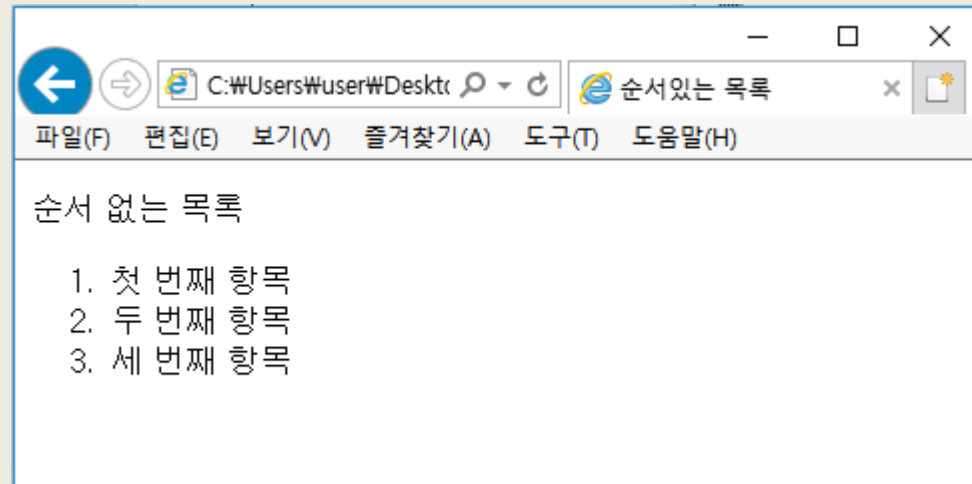 C:₩Users₩user₩Deskt
순서있는 목록
파일(F) 편집(E) 보기(V) 즐겨찾기(A) 도구(T) 도움말(H)
순서 없는 목록
1. 첫 번째 항목
2. 두 번째 항목
3. 세 번째 항목